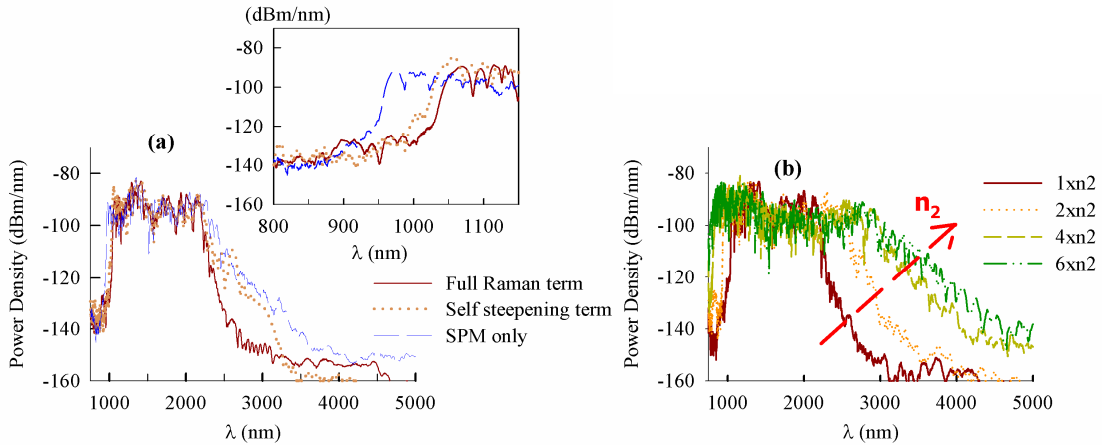 (dBm/nm)
-80
-100
-120
-140
-160
800
900
1000
1100
λ (nm)
(a)
Power Density (dBm/nm)
-80
-100
-120
-140
-160
1000
2000
3000
4000
5000
λ (nm)
Full Raman term
Self steepening term
SPM only
(b)
Power Density (dBm/nm)
-80
-100
-120
-140
-160
1000
2000
3000
4000
5000
λ (nm)
n2
1xn2
2xn2
4xn2
6xn2